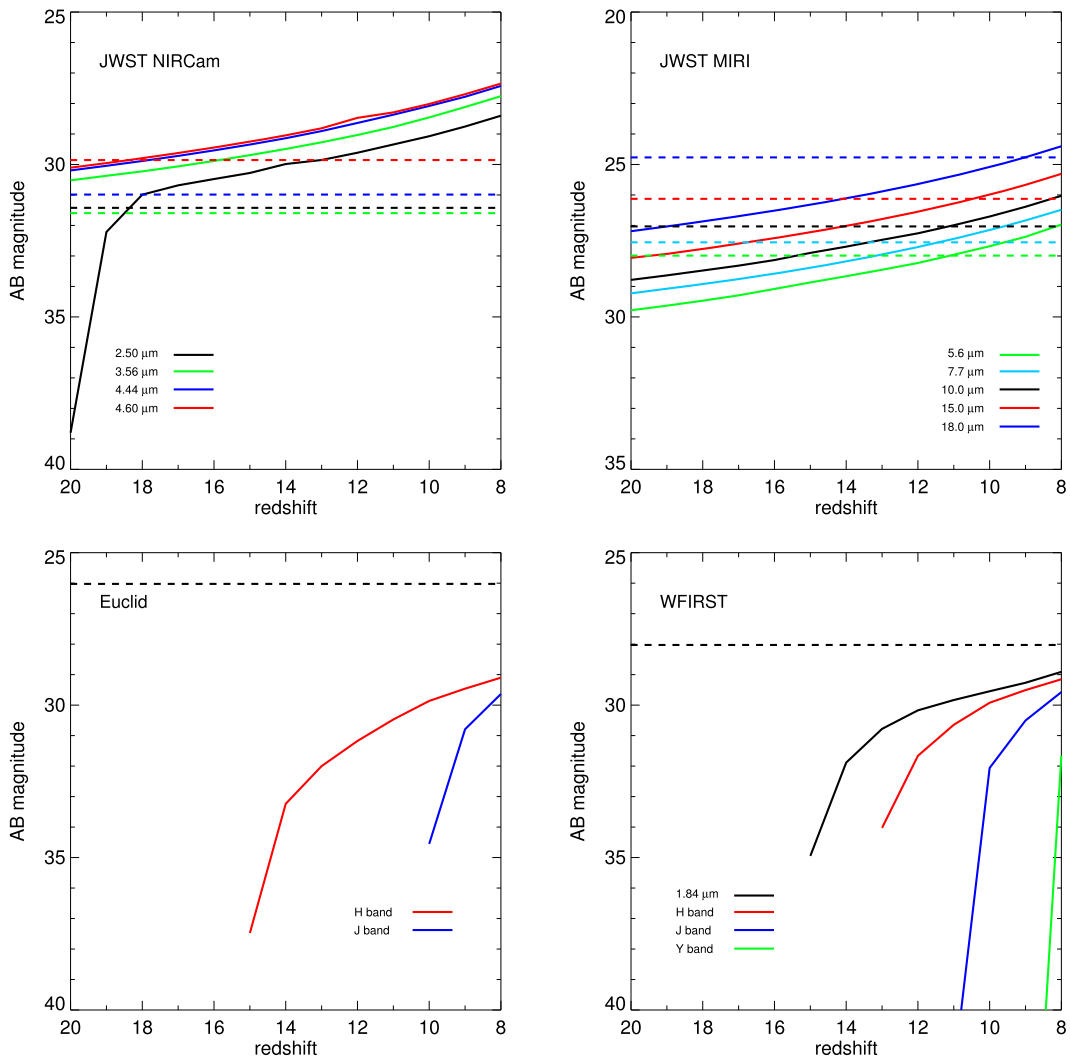 JWST NIRCam
AB magnitude
25
30
35
40
2.50 μm
3.56 μm
4.44 μm
4.60 μm
20 18 16 14 12 10 8
redshift
JWST MIRI
AB magnitude
20
25
30
35
5.6 μm
7.7 μm
10.0 μm
15.0 μm
18.0 μm
20 18 16 14 12 10 8
redshift
Euclid
AB magnitude
25
30
35
40
H band
J band
20 18 16 14 12 10 8
redshift
WFIRST
AB magnitude
25
30
35
40
1.84 μm
H band
J band
Y band
20 18 16 14 12 10 8
redshift